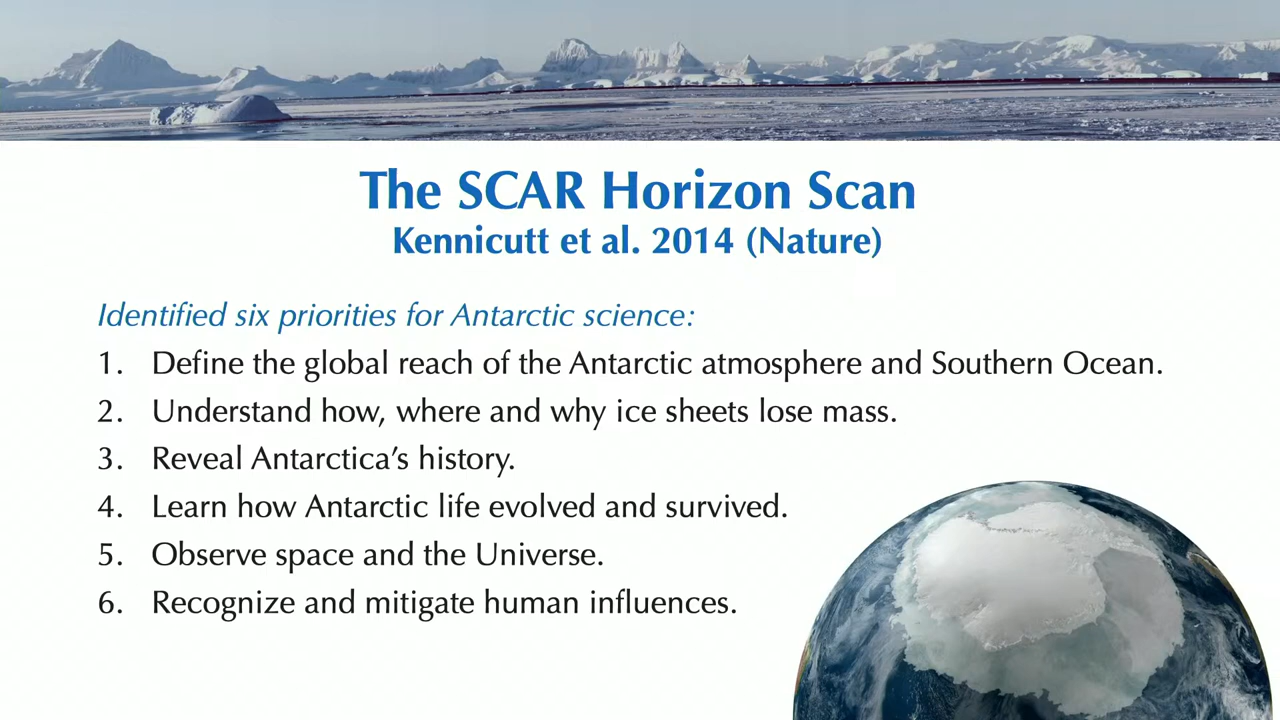 The SCAR Horizon Scan
Kennicutt et al. 2014 (Nature)
Identified six priorities for Antarctic science:
1. Define the global reach of the Antarctic atmosphere and Southern Ocean.
2. Understand how, where and why ice sheets lose mass.
3. Reveal Antarctica’s history.
4. Learn how Antarctic life evolved and survived.
5. Observe space and the Universe.
6. Recognize and mitigate human influences.